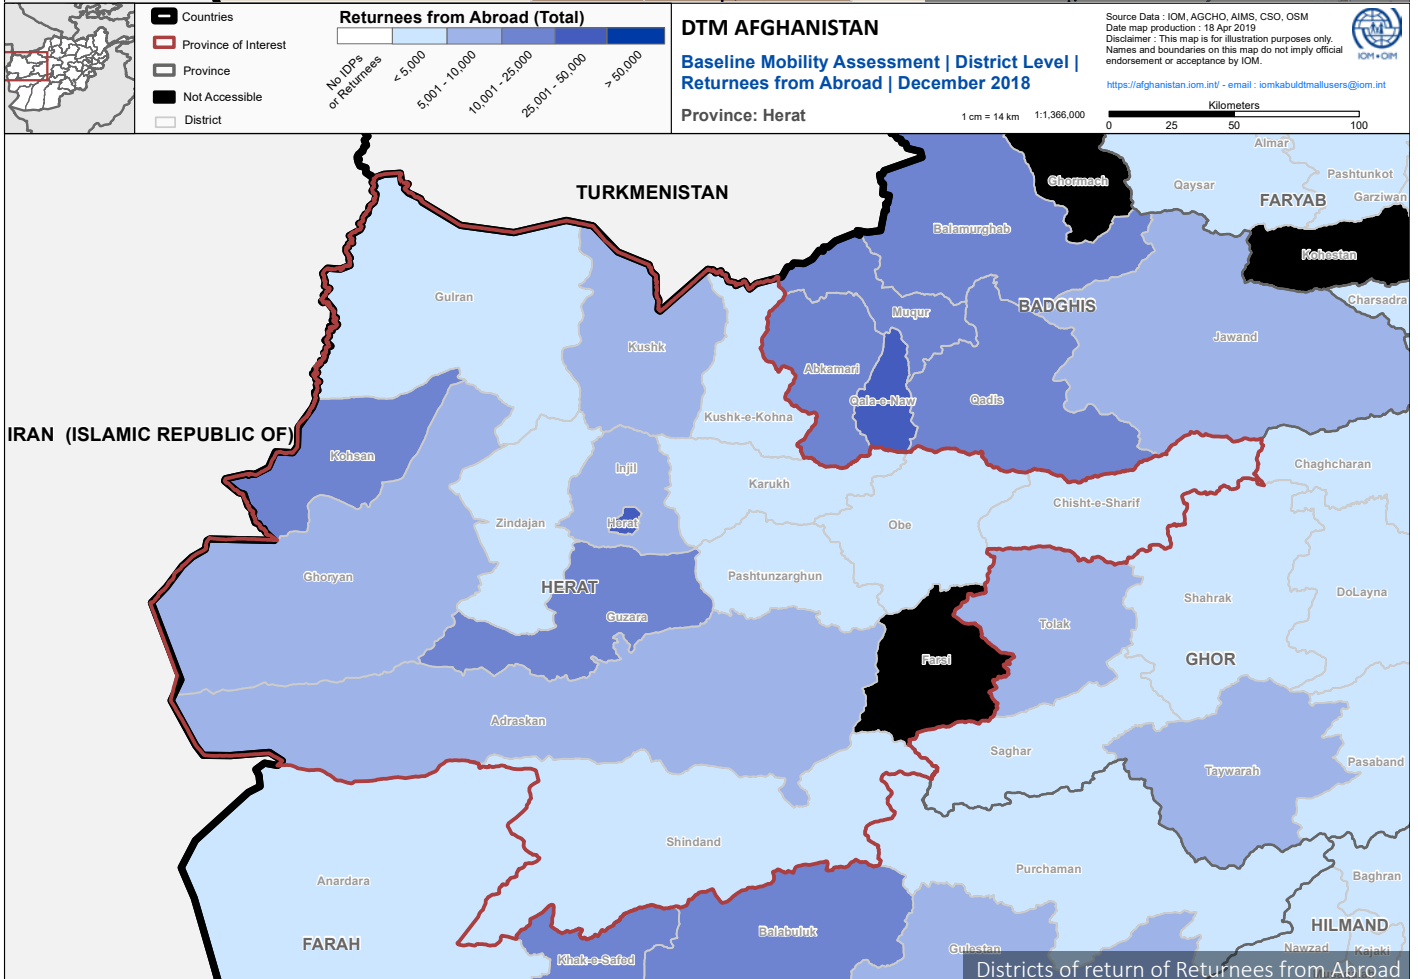 Countries
Province of Interest
Province
Not Accessible
District
Returnees from Abroad (Total)
No IDPs
or Returnees
< 5,000
5,001 - 10,000
10,001 - 25,000
25,001 - 50,000
> 50,000
DTM AFGHANISTAN
Baseline Mobility Assessment | District Level |
Returnees from Abroad | December 2018
Province: Herat
1 cm = 14 km
1:1,366,000
Source Data : IOM, AGCHO, AIMS, CSO, OSM
Date map production : 18 Apr 2019
Disclaimer : This map is for illustration purposes only.
Names and boundaries on this map do not imply official
endorsement or acceptance by IOM.
https://afghanistan.iom.int/ - email : iomkabuldtmallusers@iom.int
IOM•OIM
Kilometers
0
25
50
100
TURKMENISTAN
Ghormach
Almar
Pashtunkot
Qaysar
Garziwan
FARYAB
Balamurghab
Kohestan
Gulran
Charsadra
BADGHIS
Muqur
Jawand
Kushk
Abkamari
Qala-e-Naw
Qadis
Kushk-e-Kohna
IRAN (ISLAMIC REPUBLIC OF)
Kohsan
Injil
Karukh
Chaghcharan
Chisht-e-Sharif
Zindajan
Herat
Obe
Ghoryan
Pashtunzarghun
HERAT
DoLayna
Shahrak
Guzara
Tolak
Farsi
GHOR
Adraskan
Saghar
Taywarah
Pasaband
Shindand
Purchaman
Anardara
Baghran
HILMAND
Balabuluk
FARAH
Gulestan
Nawzad
Kajaki
Khak-e-Safed
Districts of return of Returnees from Abroad